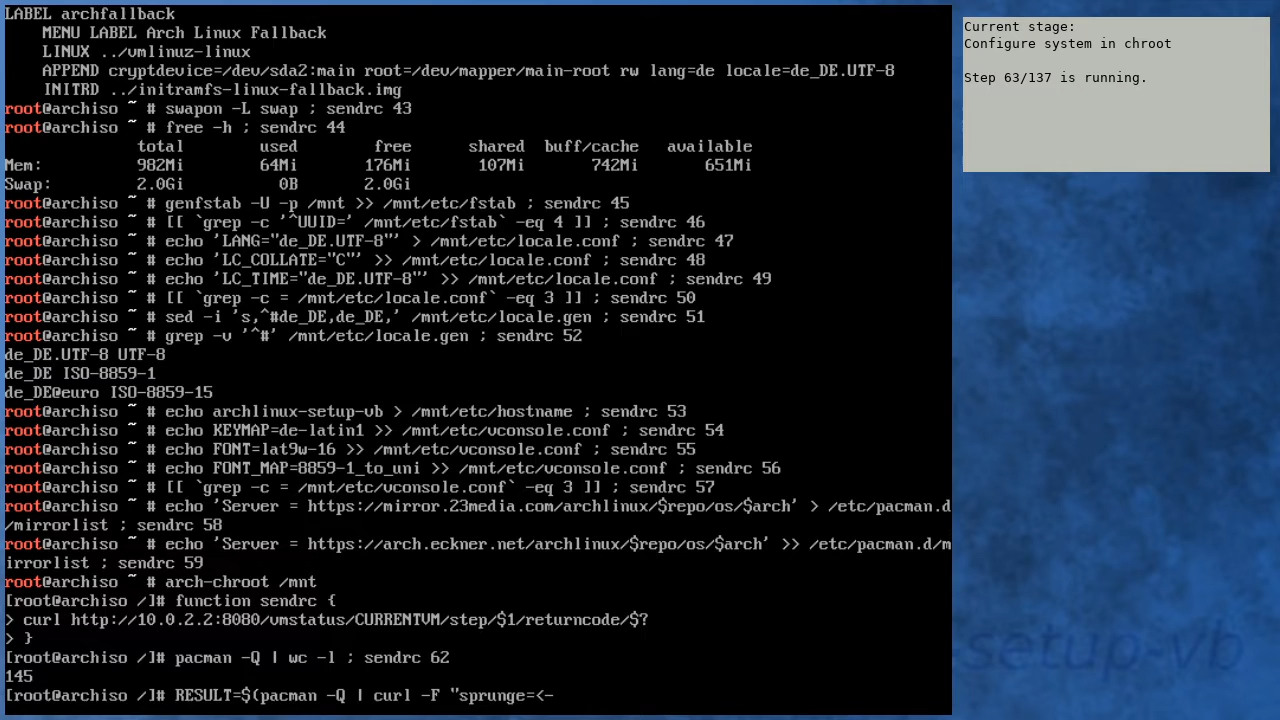 LABEL archfallback
    MENU LABEL Arch Linux Fallback
    LINUX ../vmlinuz-linux
    APPEND cryptdevice=/dev/sda2:main root=/dev/mapper/main-root rw lang=de locale=de_DE.UTF-8
    INITRD ../initramfs-linux-fallback.img
root@archiso ~ # swapon -L swap ; sendrc 43
root@archiso ~ # free -h ; sendrc 44
              total        used        free      shared  buff/cache   available
Mem:          982Mi        64Mi       176Mi       107Mi       742Mi       651Mi
Swap:         2.0Gi          0B       2.0Gi
root@archiso ~ # genfstab -U -p /mnt >> /mnt/etc/fstab ; sendrc 45
root@archiso ~ # [[ `grep -c '^UUID=' /mnt/etc/fstab` -eq 4 ]] ; sendrc 46
root@archiso ~ # echo 'LANG="de_DE.UTF-8"' > /mnt/etc/locale.conf ; sendrc 47
root@archiso ~ # echo 'LC_COLLATE="C"' >> /mnt/etc/locale.conf ; sendrc 48
root@archiso ~ # echo 'LC_TIME="de_DE.UTF-8"' >> /mnt/etc/locale.conf ; sendrc 49
root@archiso ~ # [[ `grep -c = /mnt/etc/locale.conf` -eq 3 ]] ; sendrc 50
root@archiso ~ # sed -i 's,^#de_DE,de_DE,' /mnt/etc/locale.gen ; sendrc 51
root@archiso ~ # grep -v '^#' /mnt/etc/locale.gen ; sendrc 52
de_DE.UTF-8 UTF-8
de_DE ISO-8859-1
de_DE@euro ISO-8859-15
root@archiso ~ # echo archlinux-setup-vb > /mnt/etc/hostname ; sendrc 53
root@archiso ~ # echo KEYMAP=de-latin1 >> /mnt/etc/vconsole.conf ; sendrc 54
root@archiso ~ # echo FONT=lat9w-16 >> /mnt/etc/vconsole.conf ; sendrc 55
root@archiso ~ # echo FONT_MAP=8859-1_to_uni >> /mnt/etc/vconsole.conf ; sendrc 56
root@archiso ~ # [[ `grep -c = /mnt/etc/vconsole.conf` -eq 3 ]] ; sendrc 57
root@archiso ~ # echo 'Server = https://mirror.23media.com/archlinux/$repo/os/$arch' > /etc/pacman.d
/mirrorlist ; sendrc 58
root@archiso ~ # echo 'Server = https://arch.eckner.net/archlinux/$repo/os/$arch' >> /etc/pacman.d/m
irrorlist ; sendrc 59
root@archiso ~ # arch-chroot /mnt
[root@archiso /]# function sendrc {
> curl http://10.0.2.2:8080/vmstatus/CURRENTVM/step/$1/returncode/$?
> }
[root@archiso /]# pacman -Q | wc -l ; sendrc 62
145
[root@archiso /]# RESULT=$(pacman -Q | curl -F "sprunge=<-
Current stage:
Configure system in chroot
Step 63/137 is running.
setup-vb